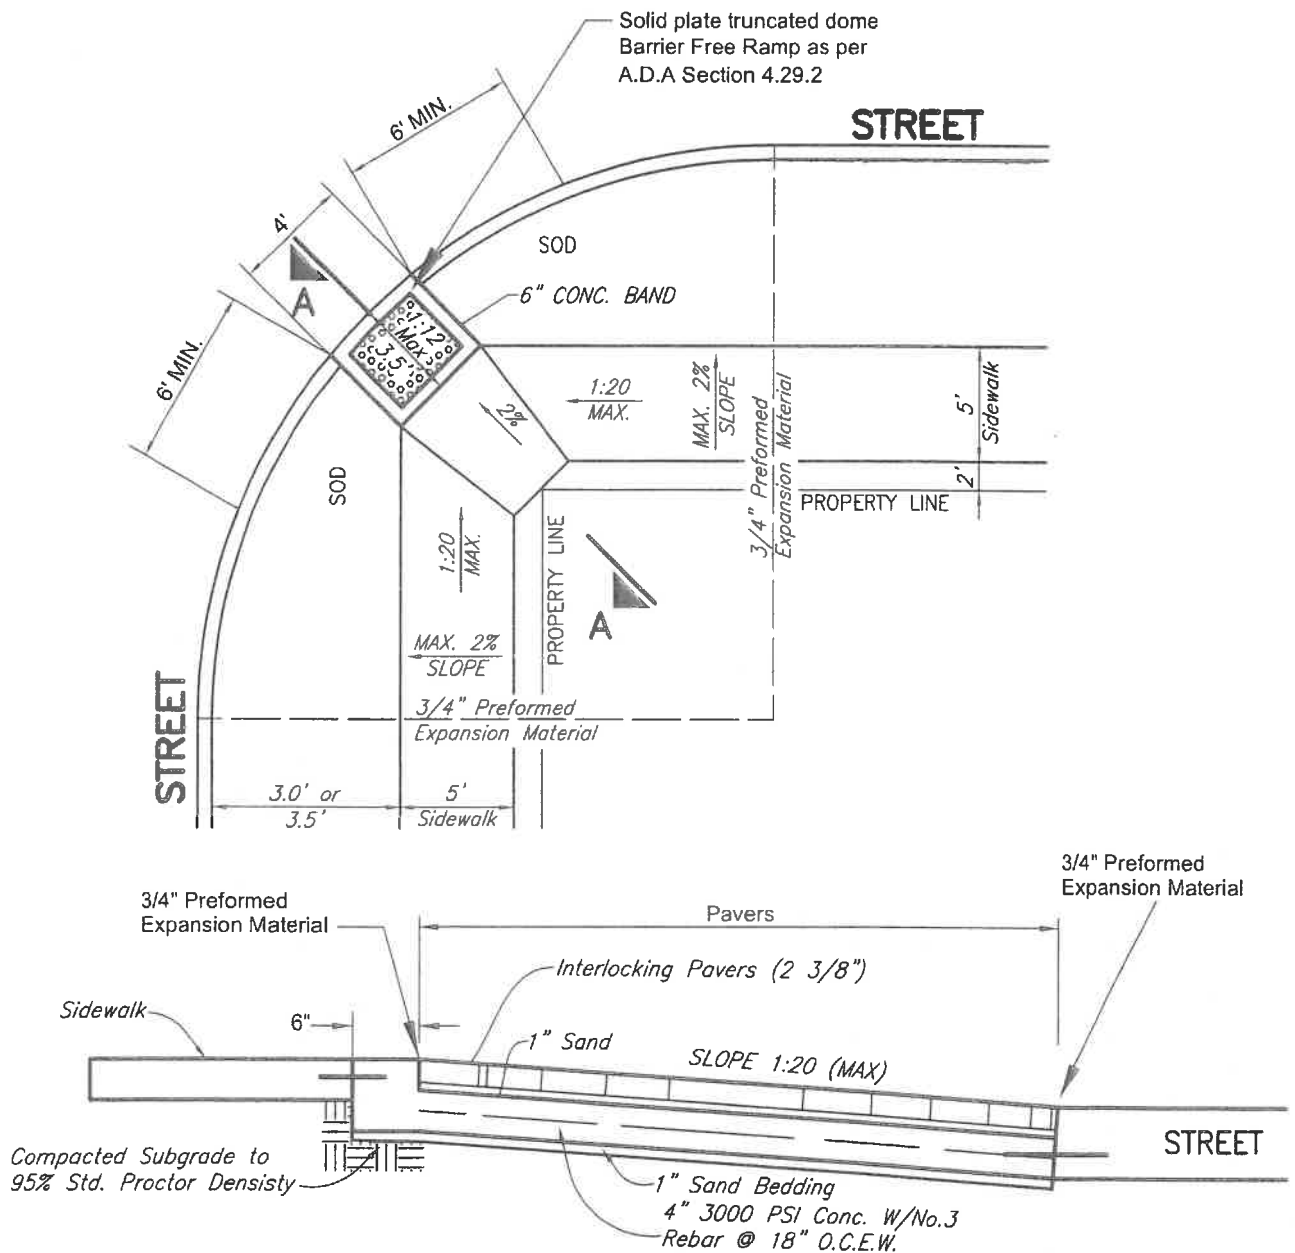 Solid plate truncated dome
Barrier Free Ramp as per
A.D.A Section 4.29.2
6' MIN.
STREET
4'
SOD
A
6" CONC. BAND
1:12
Max
3.5'
6' MIN.
2%
1:20
MAX.
MAX. 2%
SLOPE
3/4" Preformed
Expansion Material
5'
Sidewalk
2'
PROPERTY LINE
SOD
1:20
MAX.
PROPERTY LINE
A
MAX. 2%
SLOPE
STREET
3/4" Preformed
Expansion Material
3.0' or
3.5'
5'
Sidewalk
3/4" Preformed
Expansion Material
3/4" Preformed
Expansion Material
Pavers
Interlocking Pavers (2 3/8")
Sidewalk
6"
1" Sand
SLOPE 1:20 (MAX)
STREET
Compacted Subgrade to
95% Std. Proctor Densisty
1" Sand Bedding
4" 3000 PSI Conc. W/No.3
Rebar @ 18" O.C.E.W.